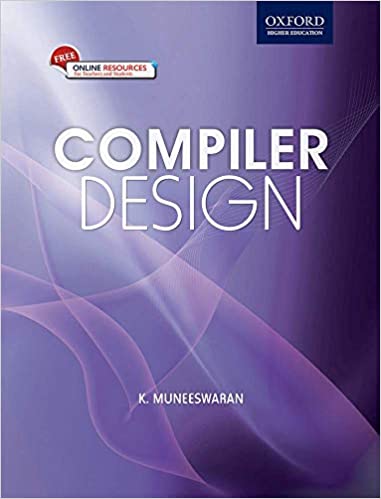 OXFORD
HIGHER EDUCATION
FREE
ONLINE RESOURCES
For Teachers and Students
COMPILER
DESIGN
K. MUNEESWARAN